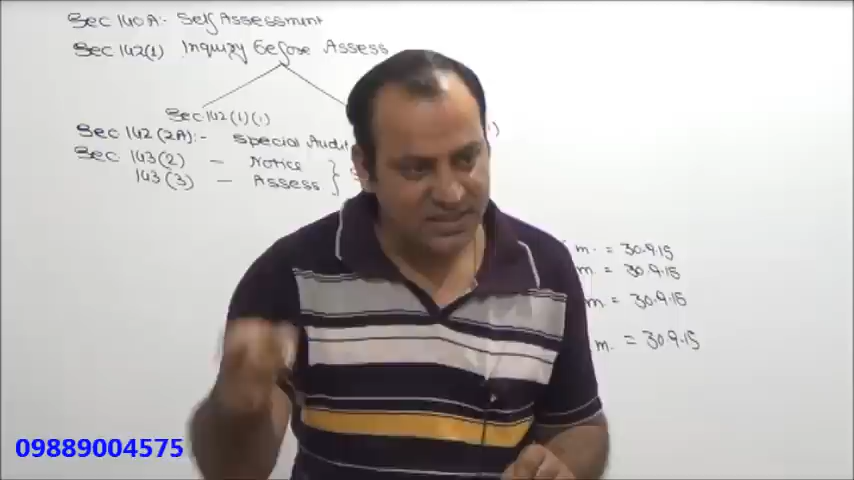 Sec 140A:- Self Assessment
Sec 142(1) Inquiry Before Assess
Sec 142(1)(i)
Sec 142(2A):- Special Audit
Sec 143(2) - Notice
143(3) - Assess
m. = 30.9.15
m = 30.9.15
m = 30.9.15
m. = 30.9.15
09889004575